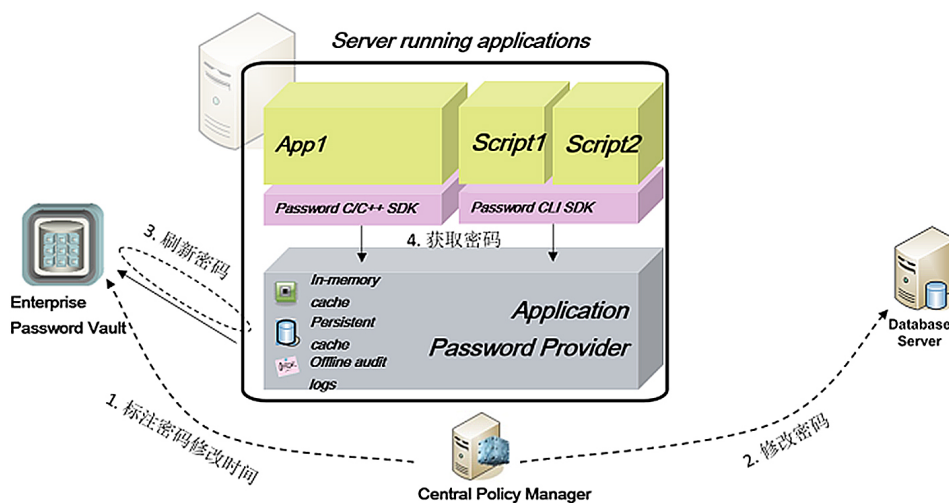 Server running applications
App1
Script1
Script2
Password C/C++ SDK
Password CLI SDK
4. 获取密码
3. 刷新密码
In-memory
cache
Persistent
cache
Offline audit
logs
Application
Password Provider
Enterprise
Password Vault
Database
Server
1. 标注密码修改时间
2. 修改密码
Central Policy Manager